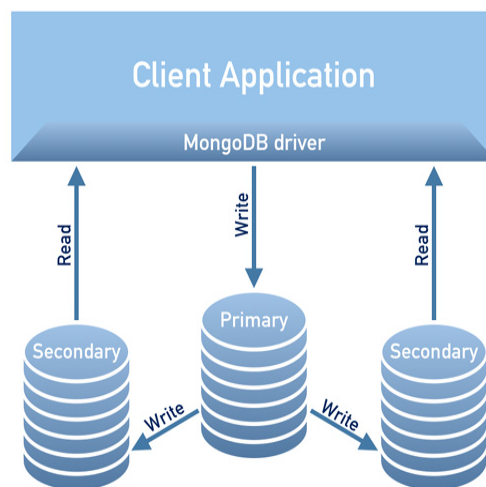 Client Application
MongoDB driver
Read
Write
Read
Primary
Secondary
Secondary
Write
Write